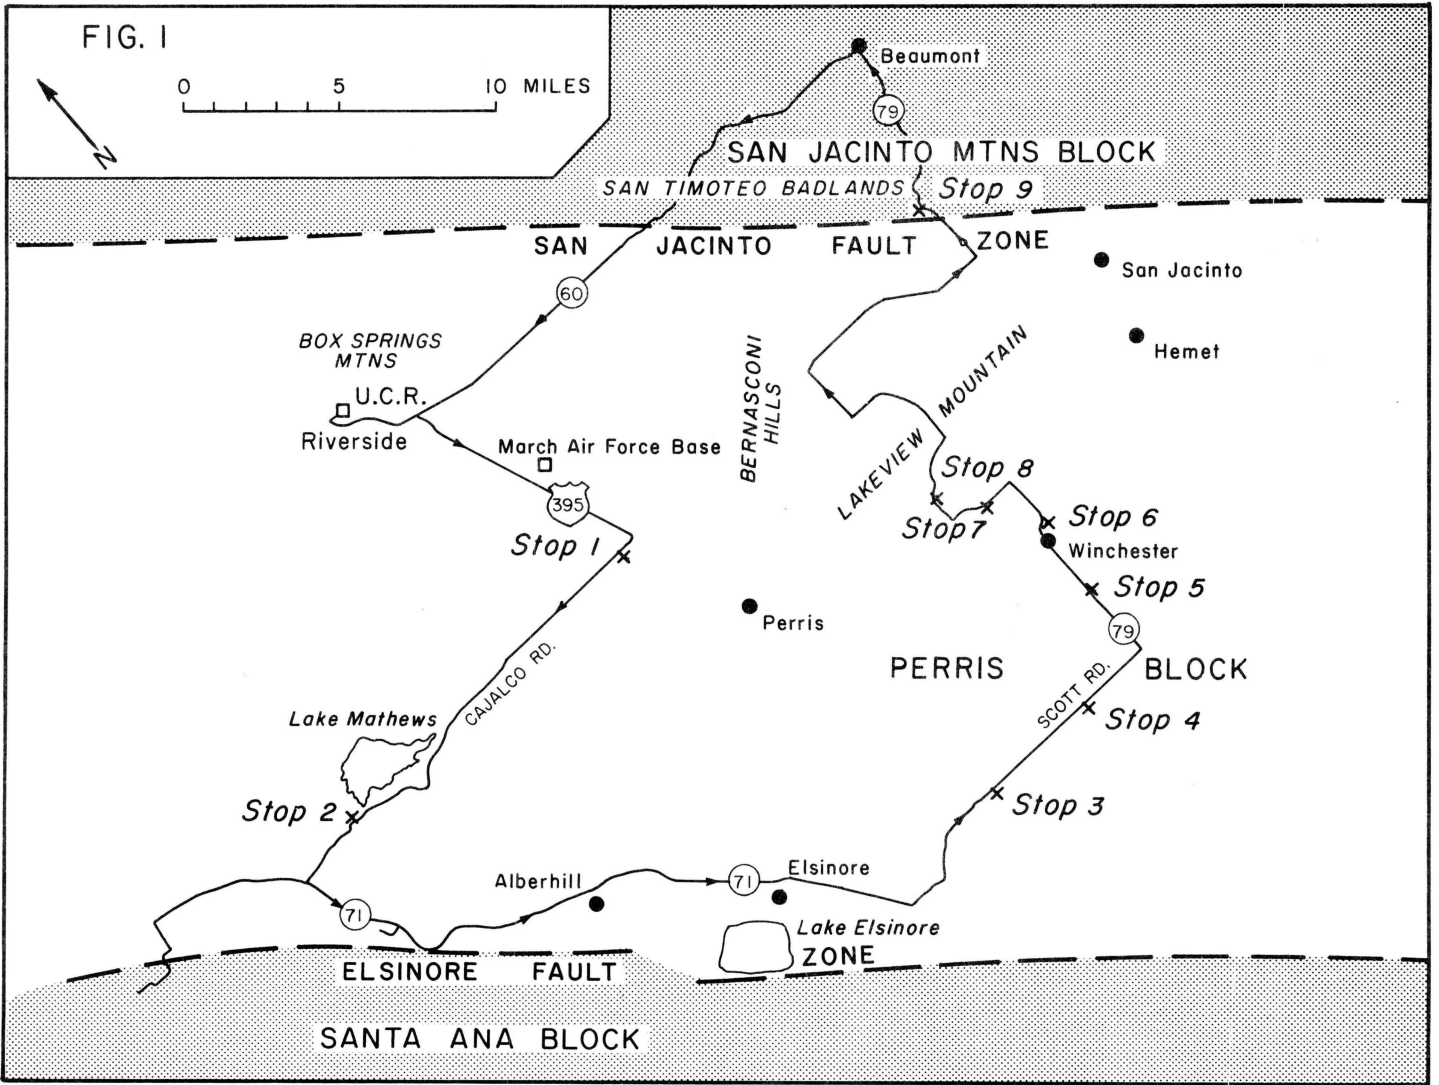 FIG. 1
0 5 10 MILES
N
Beaumont
79
SAN JACINTO MTNS BLOCK
SAN TIMOTEO BADLANDS
Stop 9
SAN JACINTO FAULT ZONE
San Jacinto
60
Hemet
BOX SPRINGS
MTNS
U.C.R.
Riverside
March Air Force Base
395
BERNASCONI
HILLS
LAKEVIEW MOUNTAIN
Stop 8
Stop 7
Stop 6
Winchester
Stop 1
Stop 5
Perris
79
PERRIS BLOCK
CAJALCO RD.
SCOTT RD.
Stop 4
Lake Mathews
Stop 2
Stop 3
Alberhill
71
Elsinore
71
Lake Elsinore
ELSINORE FAULT ZONE
SANTA ANA BLOCK